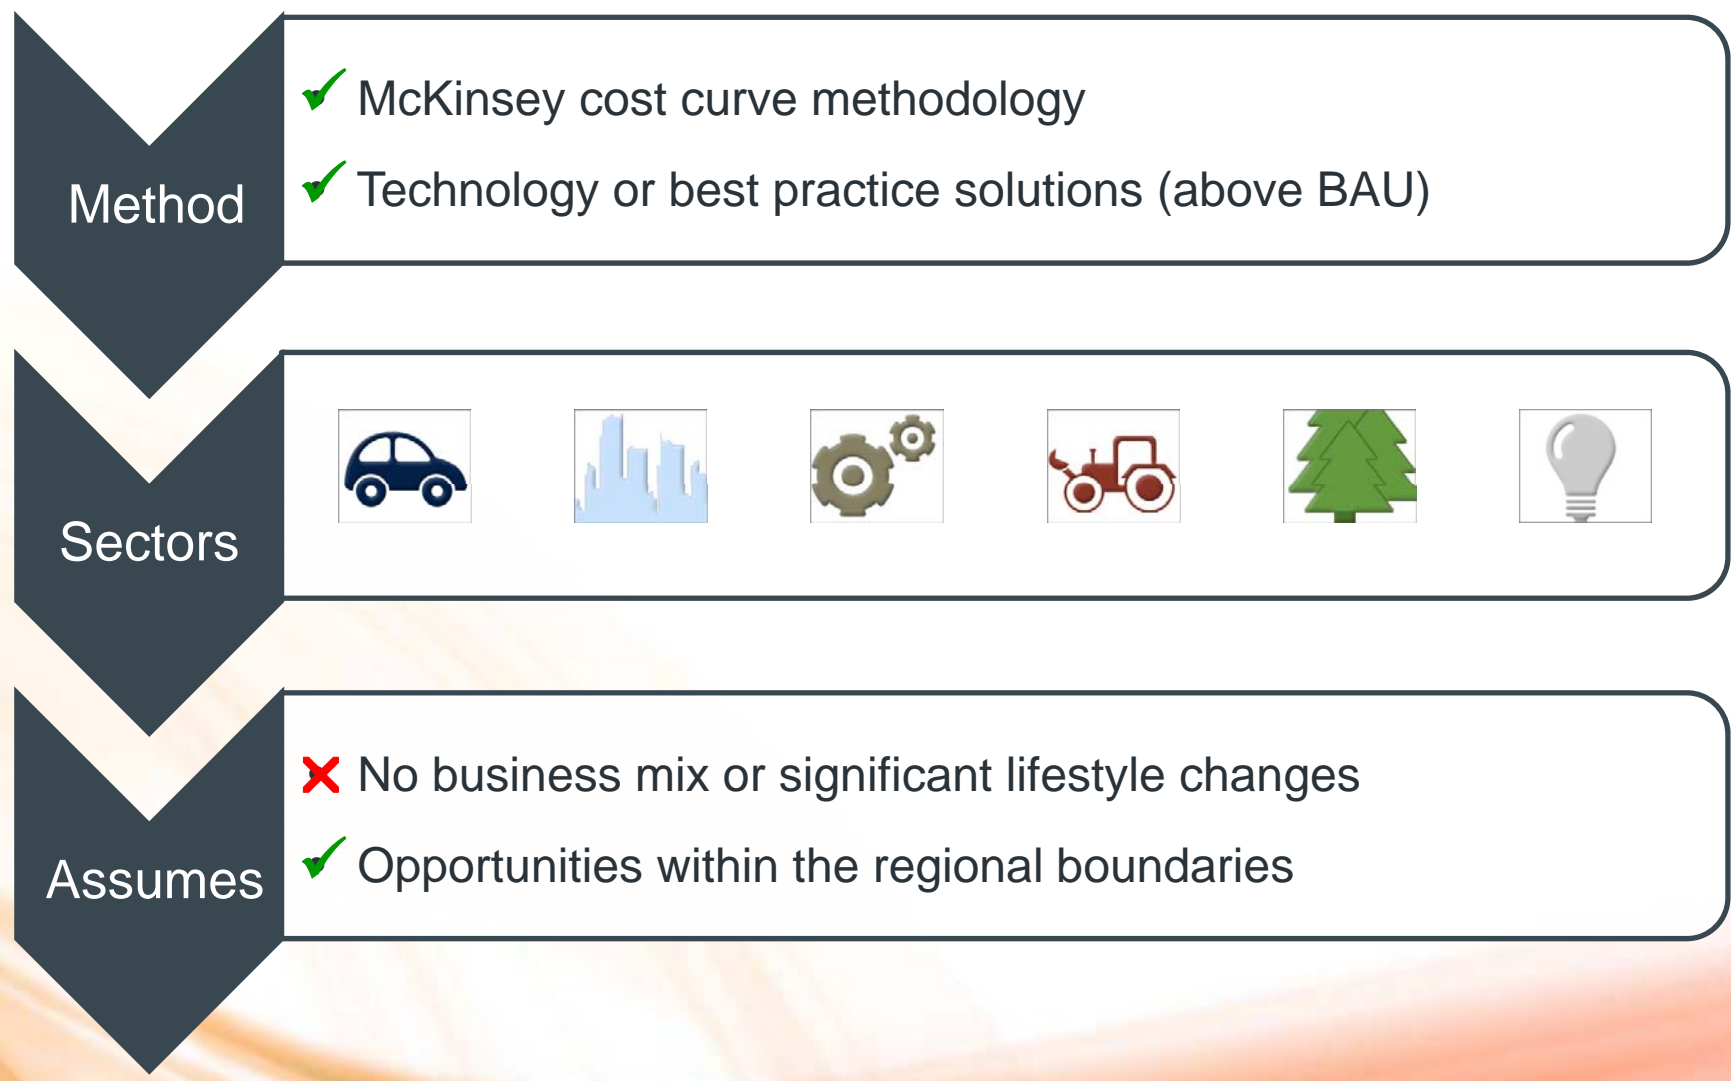 Method
McKinsey cost curve methodology
Technology or best practice solutions (above BAU)
Sectors
Assumes
No business mix or significant lifestyle changes
Opportunities within the regional boundaries